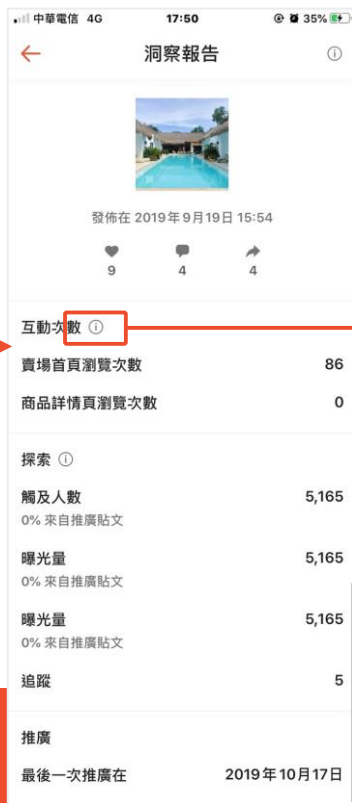 中華電信 4G 17:50 35%
洞察報告
發佈在 2019年9月19日 15:54
9 4 4
互動次數
賣場首頁瀏覽次數 86
商品詳情頁瀏覽次數 0
探索
觸及人數 5,165
0% 來自推廣貼文
曝光量 5,165
0% 來自推廣貼文
曝光量 5,165
0% 來自推廣貼文
追蹤 5
推廣
最後一次推廣在 2019年10月17日